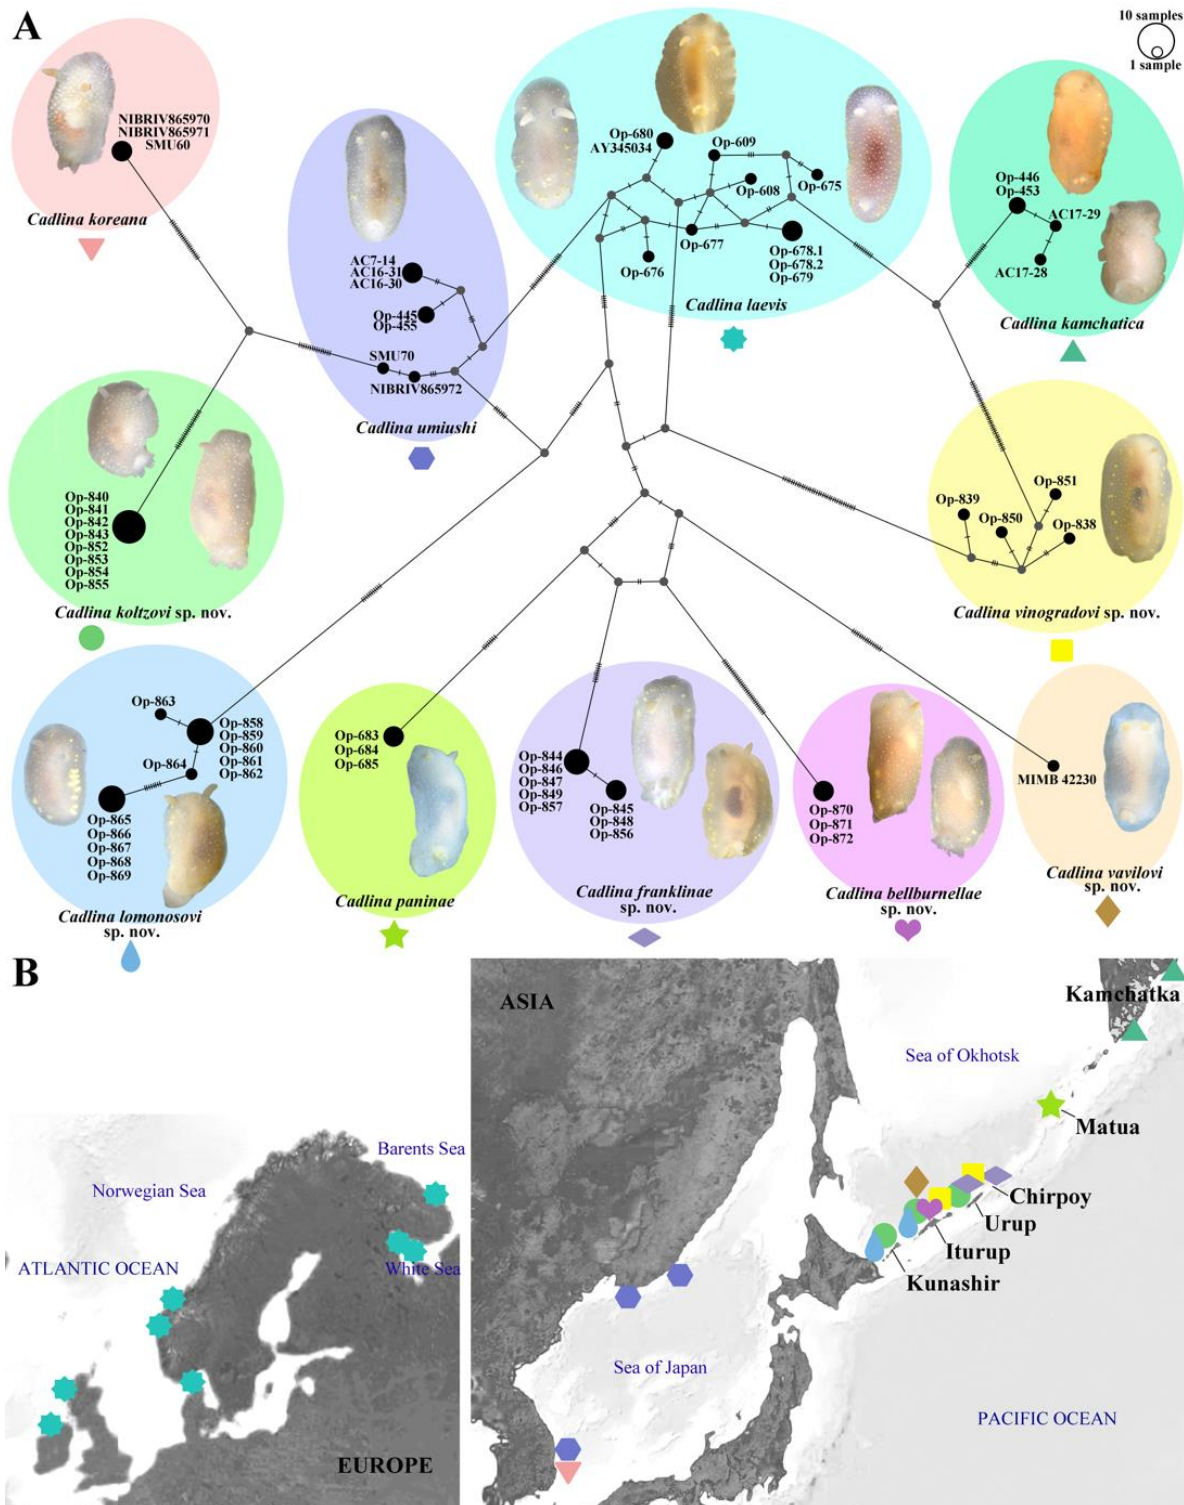 A
10 samples
1 sample
NIBRIV865970
NIBRIV865971
SMU60
Cadlina koreana
AC7-14
AC16-31
AC16-30
Op-445
Op-455
SMU70
NIBRIV865972
Cadlina umiushi
Op-680
AY345034
Op-609
Op-608
Op-675
Op-677
Op-676
Op-678.1
Op-678.2
Op-679
Cadlina laevis
Op-446
Op-453
AC17-29
AC17-28
Cadlina kamchatica
Op-840
Op-841
Op-842
Op-843
Op-852
Op-853
Op-854
Op-855
Cadlina koltzovi sp. nov.
Op-851
Op-839
Op-850
Op-838
Cadlina vinogradovi sp. nov.
Op-863
Op-858
Op-859
Op-860
Op-861
Op-862
Op-864
Op-865
Op-866
Op-867
Op-868
Op-869
Cadlina lomonosovi
sp. nov.
Op-683
Op-684
Op-685
Cadlina paninae
Op-844
Op-846
Op-847
Op-849
Op-857
Op-845
Op-848
Op-856
Cadlina franklinae
sp. nov.
Op-870
Op-871
Op-872
Cadlina bellburnellae
sp. nov.
MIMB 42230
Cadlina vavilovi
sp. nov.
B
Barents Sea
Norwegian Sea
White Sea
ATLANTIC OCEAN
EUROPE
ASIA
Kamchatka
Sea of Okhotsk
Matua
Chirpoy
Urup
Iturup
Kunashir
Sea of Japan
PACIFIC OCEAN